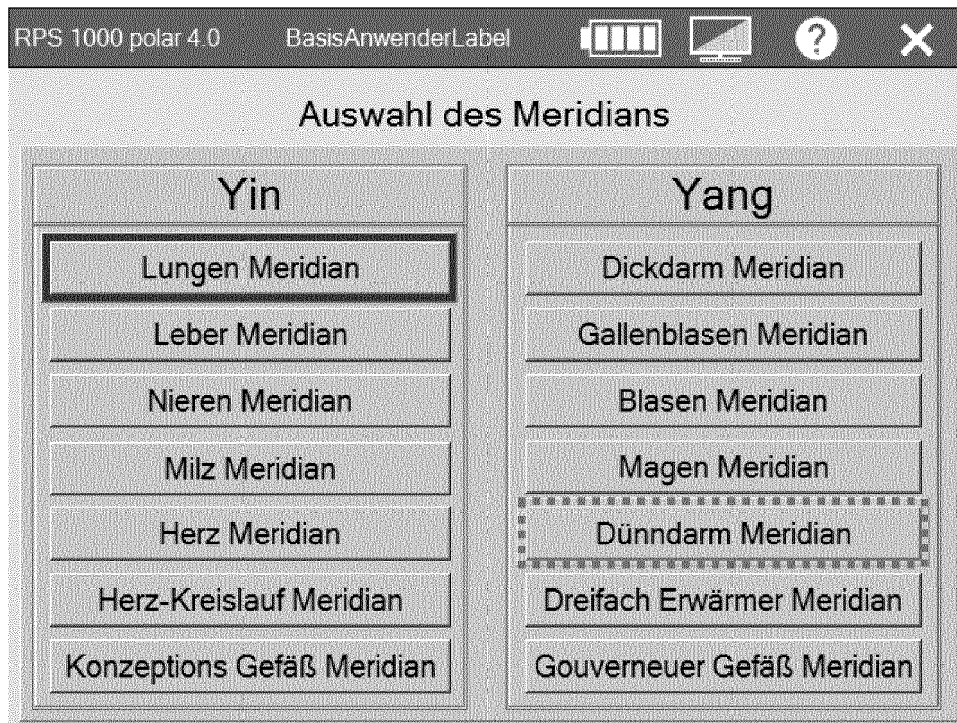 RPS 1000 polar 4.0 BasisAnwenderLabel ?
Auswahl des Meridians
Yin
Lungen Meridian
Leber Meridian
Nieren Meridian
Milz Meridian
Herz Meridian
Herz-Kreislauf Meridian
Konzeptions Gefäß Meridian
Yang
Dickdarm Meridian
Gallenblasen Meridian
Blasen Meridian
Magen Meridian
Dünndarm Meridian
Dreifach Erwärmer Meridian
Gouverneuer Gefäß Meridian